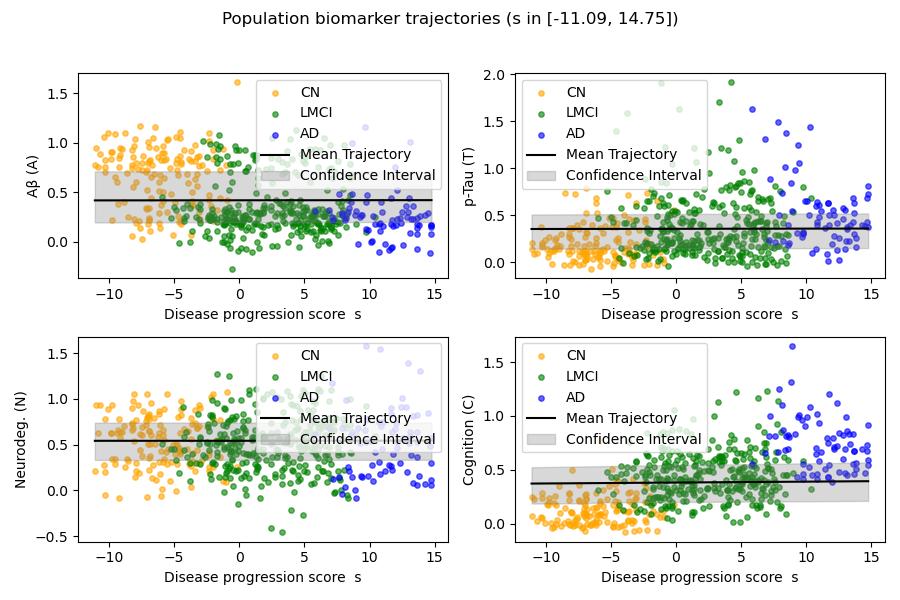 Population biomarker trajectories (s in [-11.09, 14.75])
Aβ (A)
1.5
1.0
0.5
0.0
−10 −5 0 5 10 15
Disease progression score s
CN
LMCI
AD
Mean Trajectory
Confidence Interval
p-Tau (T)
2.0
1.5
1.0
0.5
0.0
−10 −5 0 5 10 15
Disease progression score s
CN
LMCI
AD
Mean Trajectory
Confidence Interval
Neurodeg. (N)
1.5
1.0
0.5
0.0
−0.5
−10 −5 0 5 10 15
Disease progression score s
CN
LMCI
AD
Mean Trajectory
Confidence Interval
Cognition (C)
1.5
1.0
0.5
0.0
−10 −5 0 5 10 15
Disease progression score s
CN
LMCI
AD
Mean Trajectory
Confidence Interval